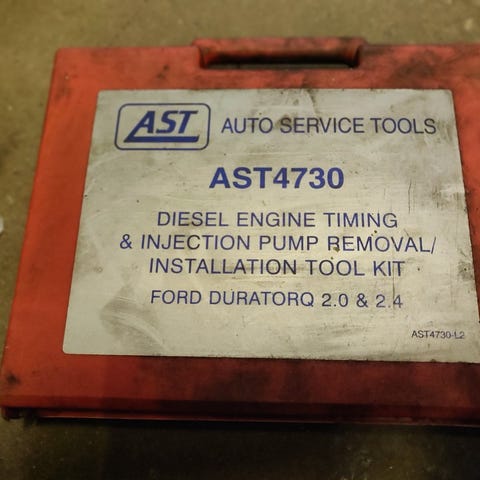 AST AUTO SERVICE TOOLS
AST4730
DIESEL ENGINE TIMING
& INJECTION PUMP REMOVAL/
INSTALLATION TOOL KIT
FORD DURATORQ 2.0 & 2.4
AST4730-L2